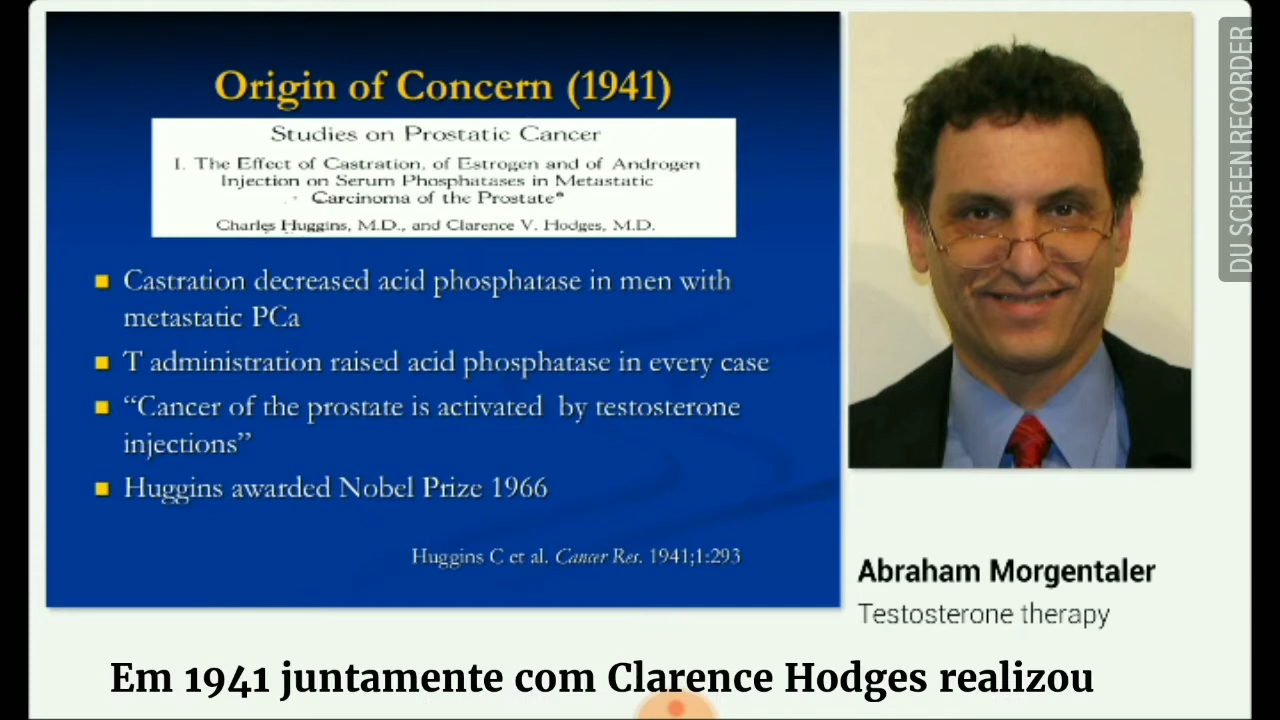 Origin of Concern (1941)
Studies on Prostatic Cancer
I. The Effect of Castration, of Estrogen and of Androgen
Injection on Serum Phosphatases in Metastatic
Carcinoma of the Prostate*
Charles Huggins, M.D., and Clarence V. Hodges, M.D.
Castration decreased acid phosphatase in men with
metastatic PCa
T administration raised acid phosphatase in every case
“Cancer of the prostate is activated by testosterone
injections”
Huggins awarded Nobel Prize 1966
Huggins C et al. Cancer Res. 1941;1:293
DU SCREEN RECORDER
Abraham Morgentaler
Testosterone therapy
Em 1941 juntamente com Clarence Hodges realizou